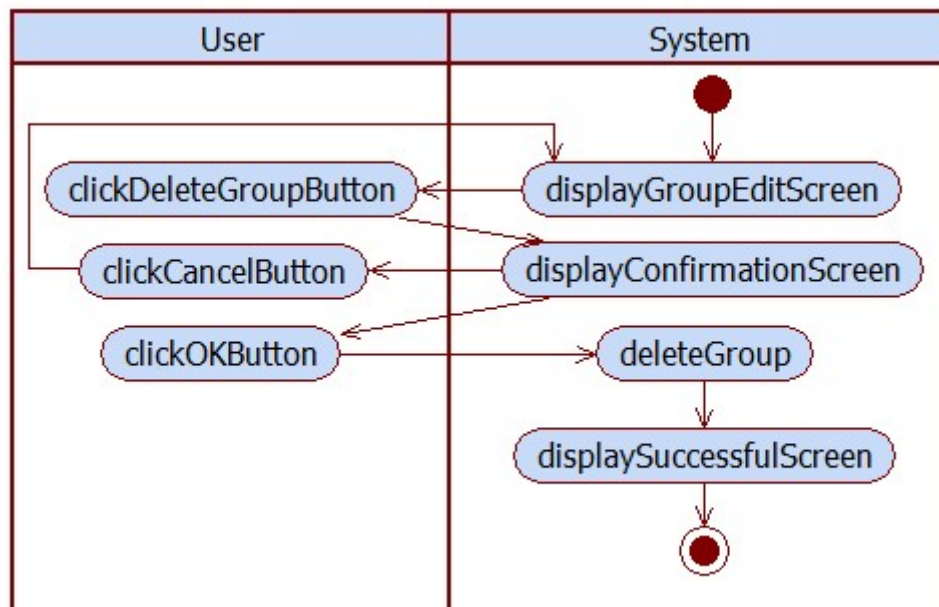 User
System
clickDeleteGroupButton
displayGroupEditScreen
clickCancelButton
displayConfirmationScreen
clickOKButton
deleteGroup
displaySuccessfulScreen